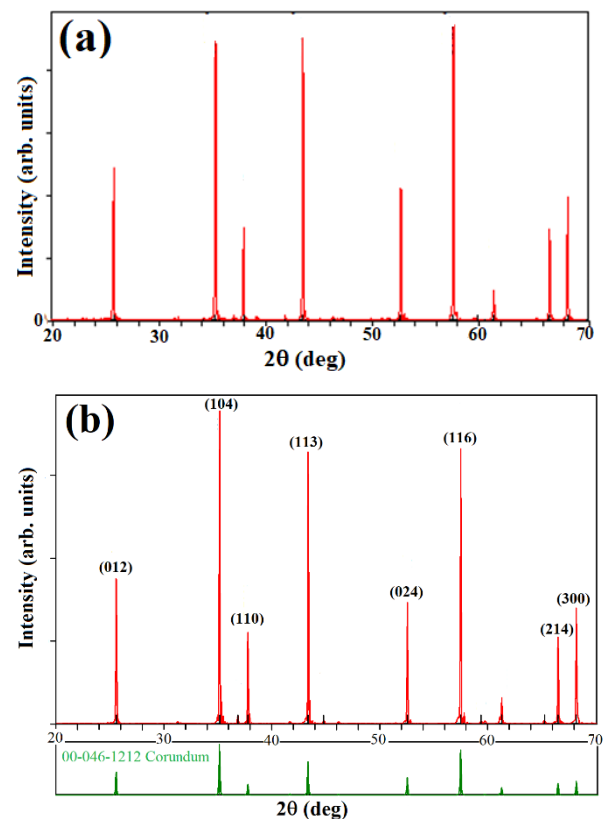 (a)
Intensity (arb. units)
0
20 30 40 50 60 70
2θ (deg)
(b)
Intensity (arb. units)
(012)
(104)
(110)
(113)
(024)
(116)
(214)
(300)
20 30 40 50 60 70
00-046-1212 Corundum
2θ (deg)